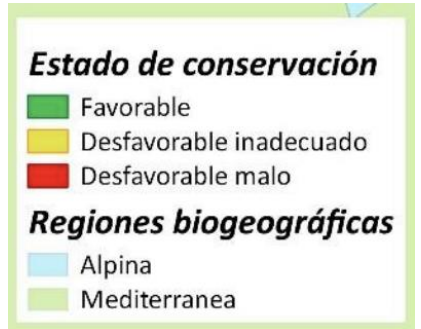 Estado de conservación
Favorable
Desfavorable inadecuado
Desfavorable malo
Regiones biogeográficas
Alpina
Mediterranea